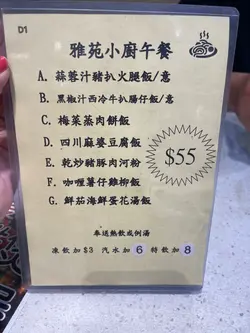 D1
雅苑小廚午餐
A. 蒜蓉汁豬扒火腿飯/意
B. 黑椒汁西冷牛扒腸仔飯/意
C. 梅菜蒸肉餅飯
D. 四川麻婆豆腐飯
E. 乾炒豬豚肉河粉
F. 咖喱薯仔雞柳飯
G. 鮮茄海鮮蛋花湯飯
$55
奉送熱飲或例湯
凍飲加$3 汽水加 6 特飲加 8